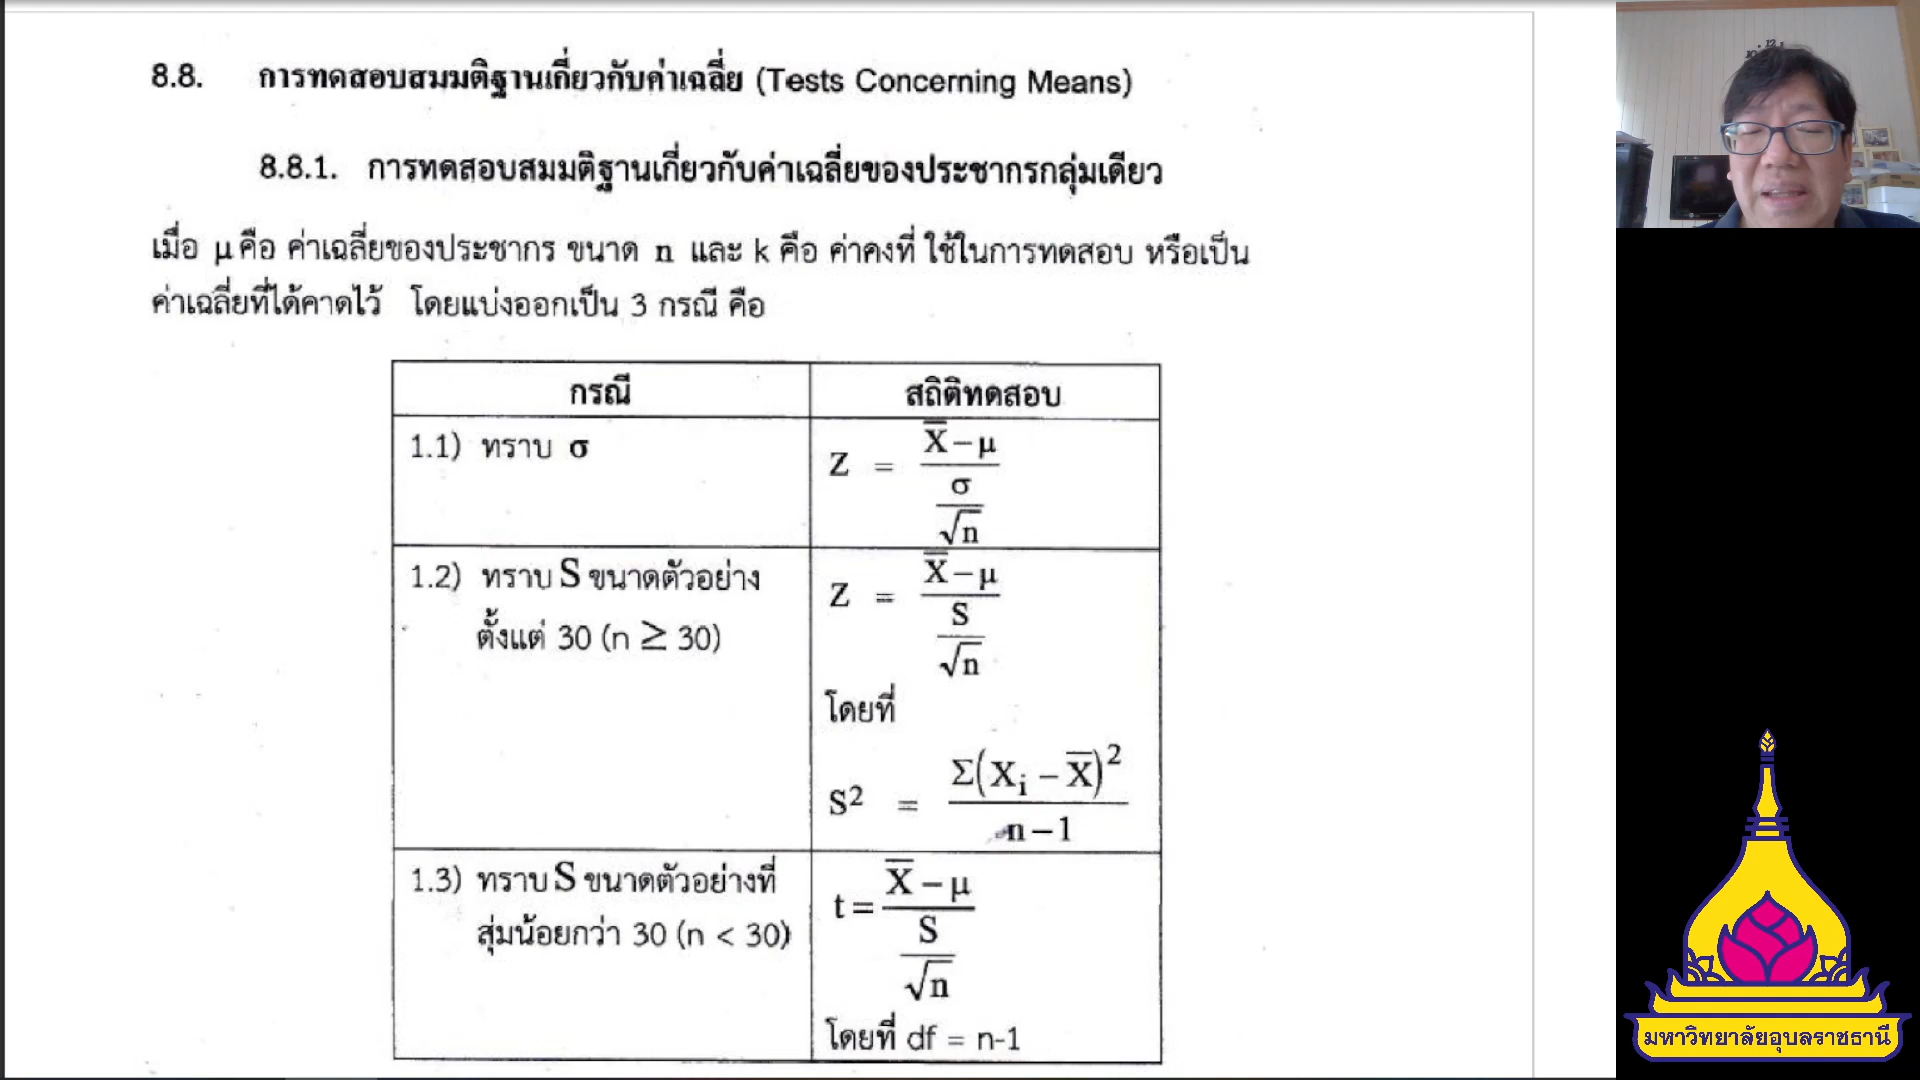 8.8. การทดสอบสมมติฐานเกี่ยวกับค่าเฉลี่ย (Tests Concerning Means)
8.8.1. การทดสอบสมมติฐานเกี่ยวกับค่าเฉลี่ยของประชากรกลุ่มเดียว
เมื่อ μ คือ ค่าเฉลี่ยของประชากร ขนาด n และ k คือ ค่าคงที่ ใช้ในการทดสอบ หรือเป็น
ค่าเฉลี่ยที่ได้คาดไว้ โดยแบ่งออกเป็น 3 กรณี คือ
กรณี สถิติทดสอบ
1.1) ทราบ σ
Z = (X̄ − μ) / (σ / √n)
1.2) ทราบ S ขนาดตัวอย่าง
ตั้งแต่ 30 (n ≥ 30)
Z = (X̄ − μ) / (S / √n)
โดยที่
S² = Σ(Xᵢ − X̄)² / (n − 1)
1.3) ทราบ S ขนาดตัวอย่างที่
สุ่มน้อยกว่า 30 (n < 30)
t = (X̄ − μ) / (S / √n)
โดยที่ df = n-1
มหาวิทยาลัยอุบลราชธานี